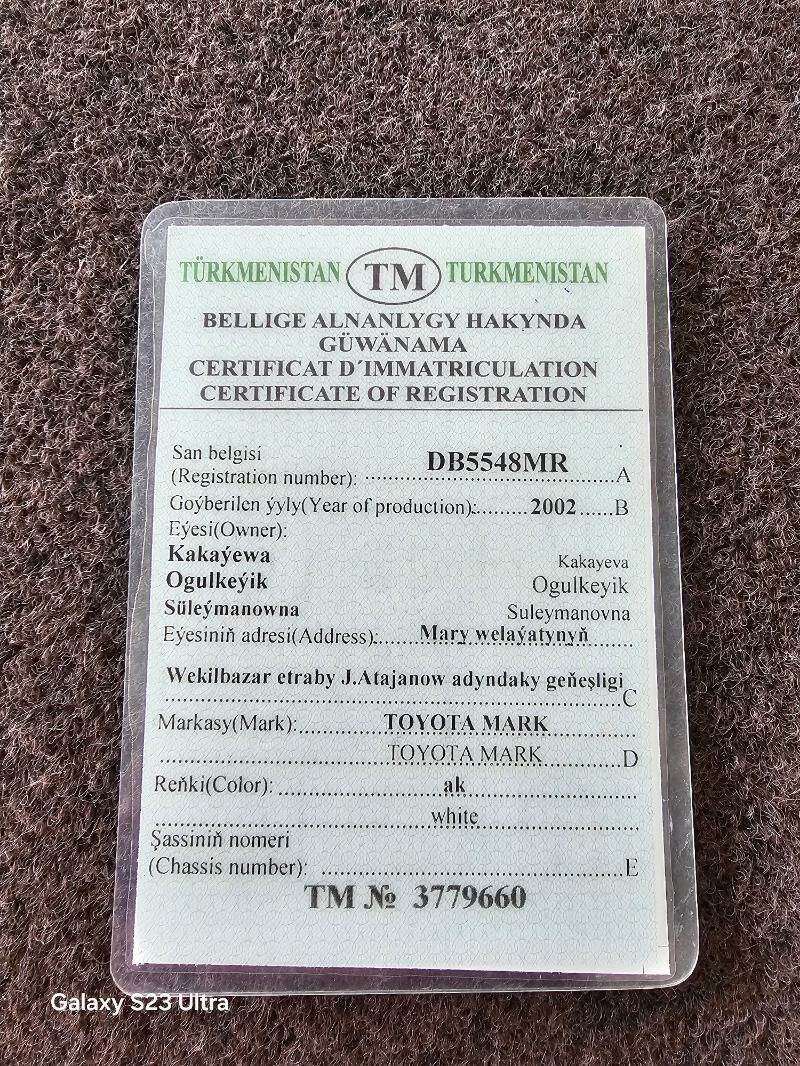 TÜRKMENISTAN TM TURKMENISTAN
BELLIGE ALNANLYGY HAKYNDA
GÜWÄNAMA
CERTIFICAT D´IMMATRICULATION
CERTIFICATE OF REGISTRATION
San belgisi
(Registration number): DB5548MR A
Goýberilen ýyly(Year of production): 2002 B
Eýesi(Owner):
Kakaýewa Kakayeva
Ogulkeýik Ogulkeyik
Süleýmanowna Suleymanovna
Eýesiniň adresi(Address): Mary welaýatynyň
Wekilbazar etraby J.Atajanow adyndaky geňeşligi
C
Markasy(Mark): TOYOTA MARK
TOYOTA MARK D
Reňki(Color): ak
white
Şassiniň nomeri
(Chassis number): E
TM № 3779660
Galaxy S23 Ultra